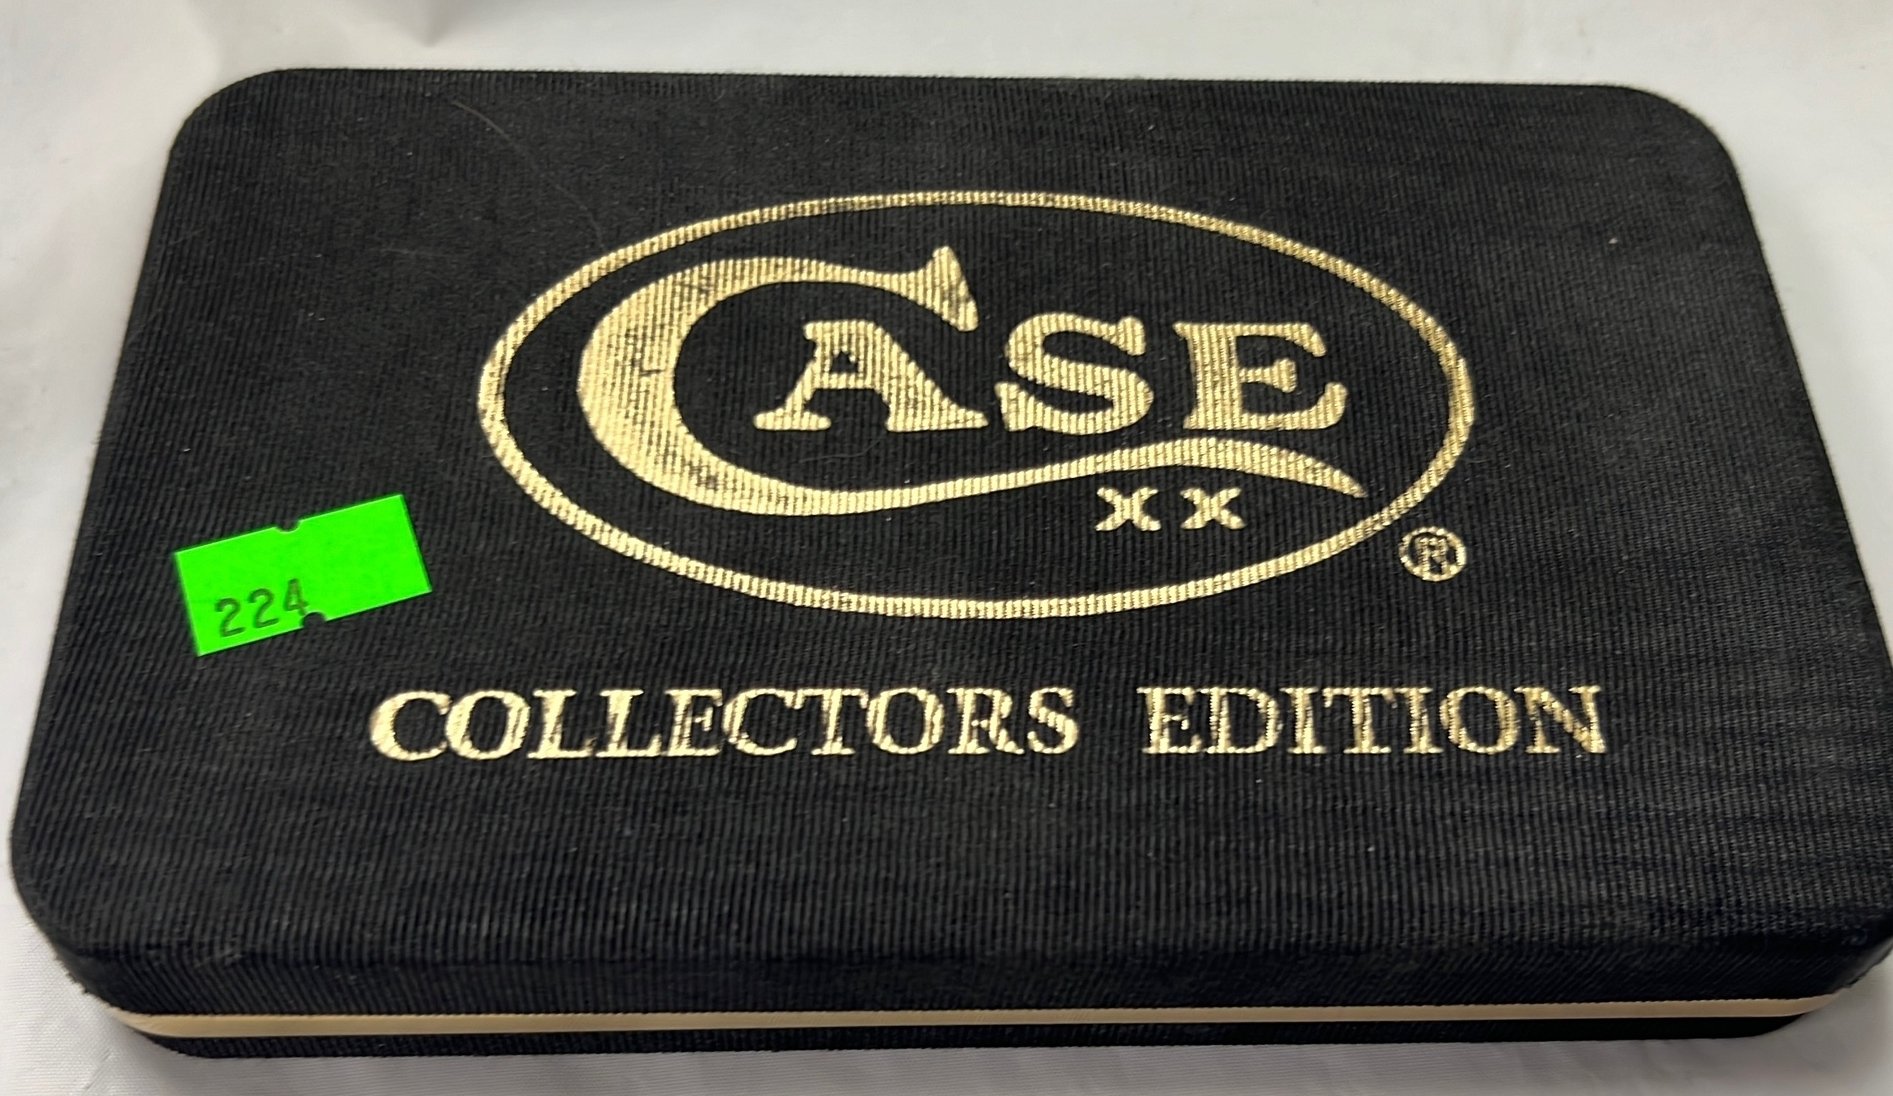 CASE
XX
®
224
COLLECTORS EDITION